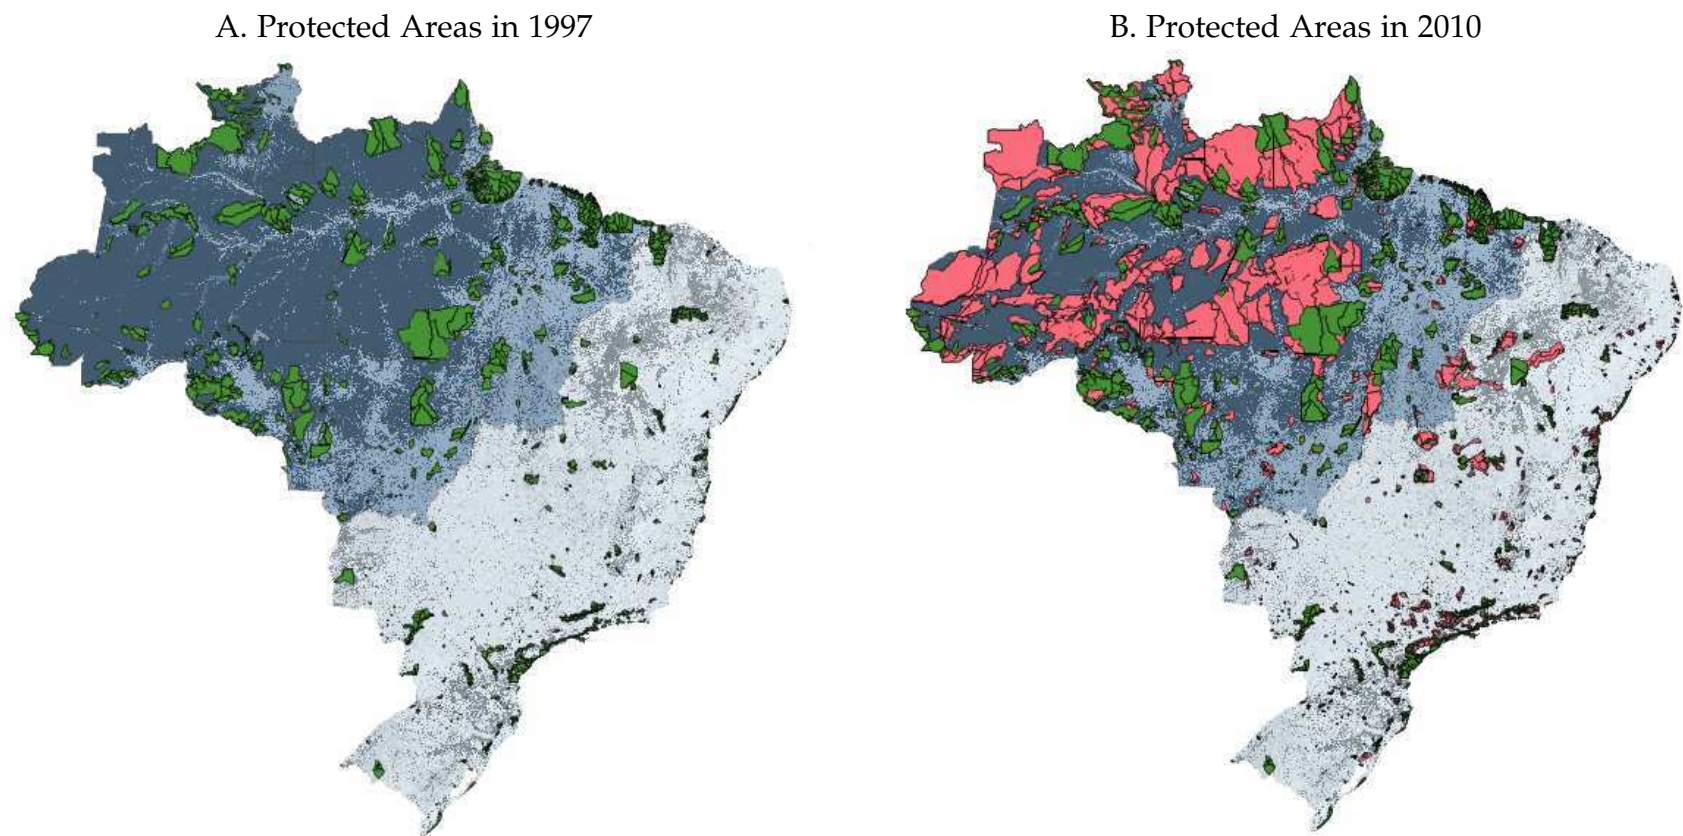 A. Protected Areas in 1997
B. Protected Areas in 2010